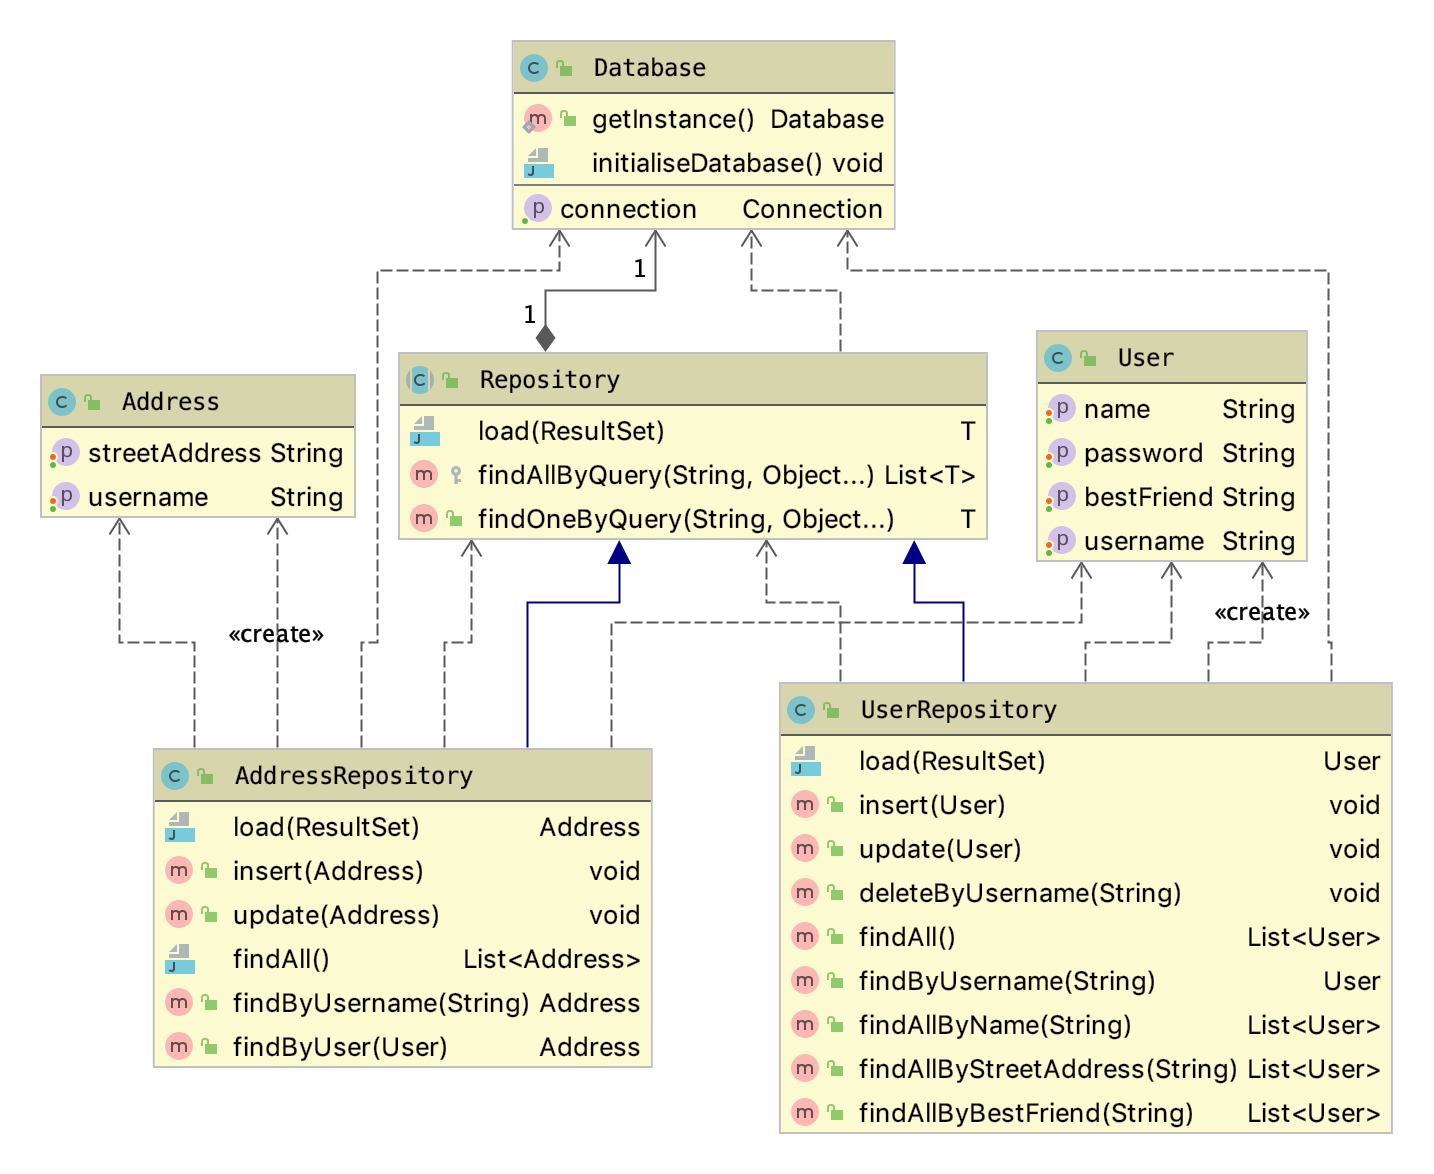 Database
getInstance() Database
initialiseDatabase() void
connection Connection
1
1
Address
streetAddress String
username String
Repository
load(ResultSet) T
findAllByQuery(String, Object...) List<T>
findOneByQuery(String, Object...) T
User
name String
password String
bestFriend String
username String
«create»
«create»
AddressRepository
load(ResultSet) Address
insert(Address) void
update(Address) void
findAll() List<Address>
findByUsername(String) Address
findByUser(User) Address
UserRepository
load(ResultSet) User
insert(User) void
update(User) void
deleteByUsername(String) void
findAll() List<User>
findByUsername(String) User
findAllByName(String) List<User>
findAllByStreetAddress(String) List<User>
findAllByBestFriend(String) List<User>